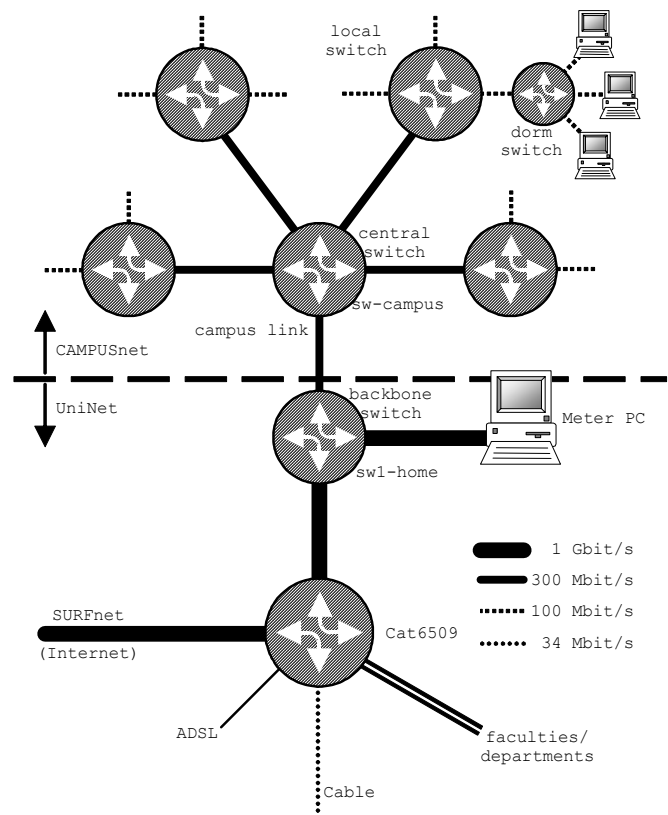 local
switch
dorm
switch
central
switch
sw-campus
campus link
CAMPUSnet
UniNet
backbone
switch
Meter PC
sw1-home
1 Gbit/s
300 Mbit/s
100 Mbit/s
34 Mbit/s
SURFnet
(Internet)
Cat6509
ADSL
faculties/
departments
Cable